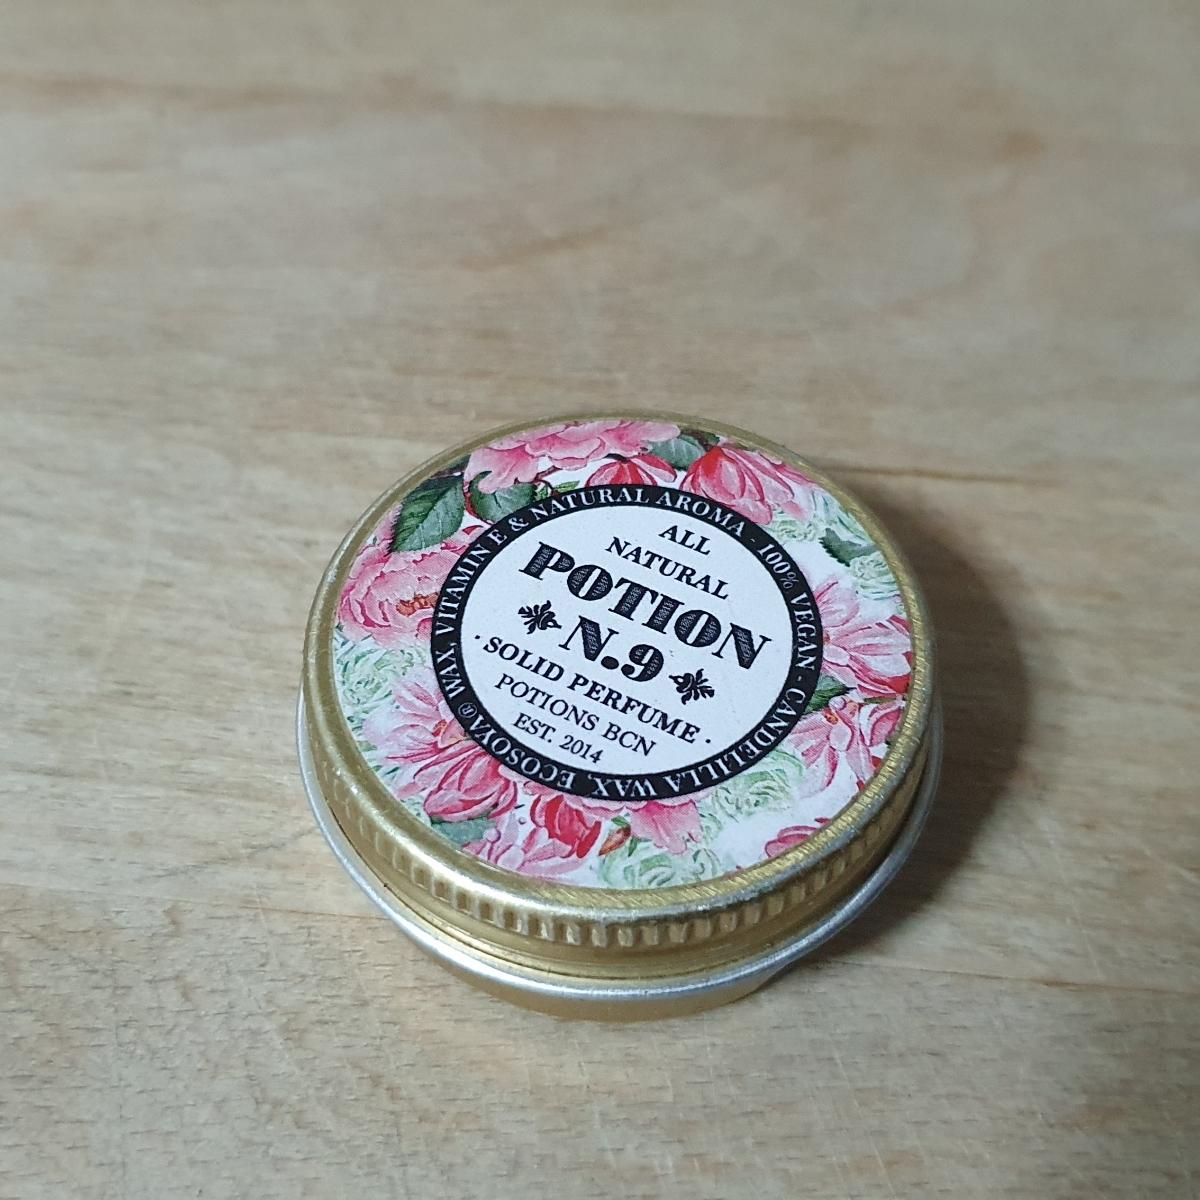 ALL
NATURAL
POTION
N.9
· SOLID PERFUME ·
POTIONS BCN
EST. 2014
100% VEGAN - CANDELILLA WAX, ECOSOYA® WAX, VITAMIN E & NATURAL AROMA -